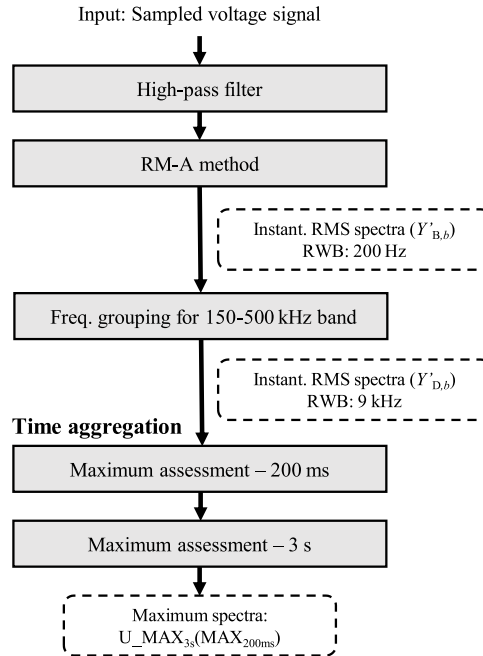 Input: Sampled voltage signal
High-pass filter
RM-A method
Instant. RMS spectra (Y'B,b)
RWB: 200 Hz
Freq. grouping for 150-500 kHz band
Instant. RMS spectra (Y'D,b)
RWB: 9 kHz
Time aggregation
Maximum assessment – 200 ms
Maximum assessment – 3 s
Maximum spectra:
U_MAX3s(MAX200ms)